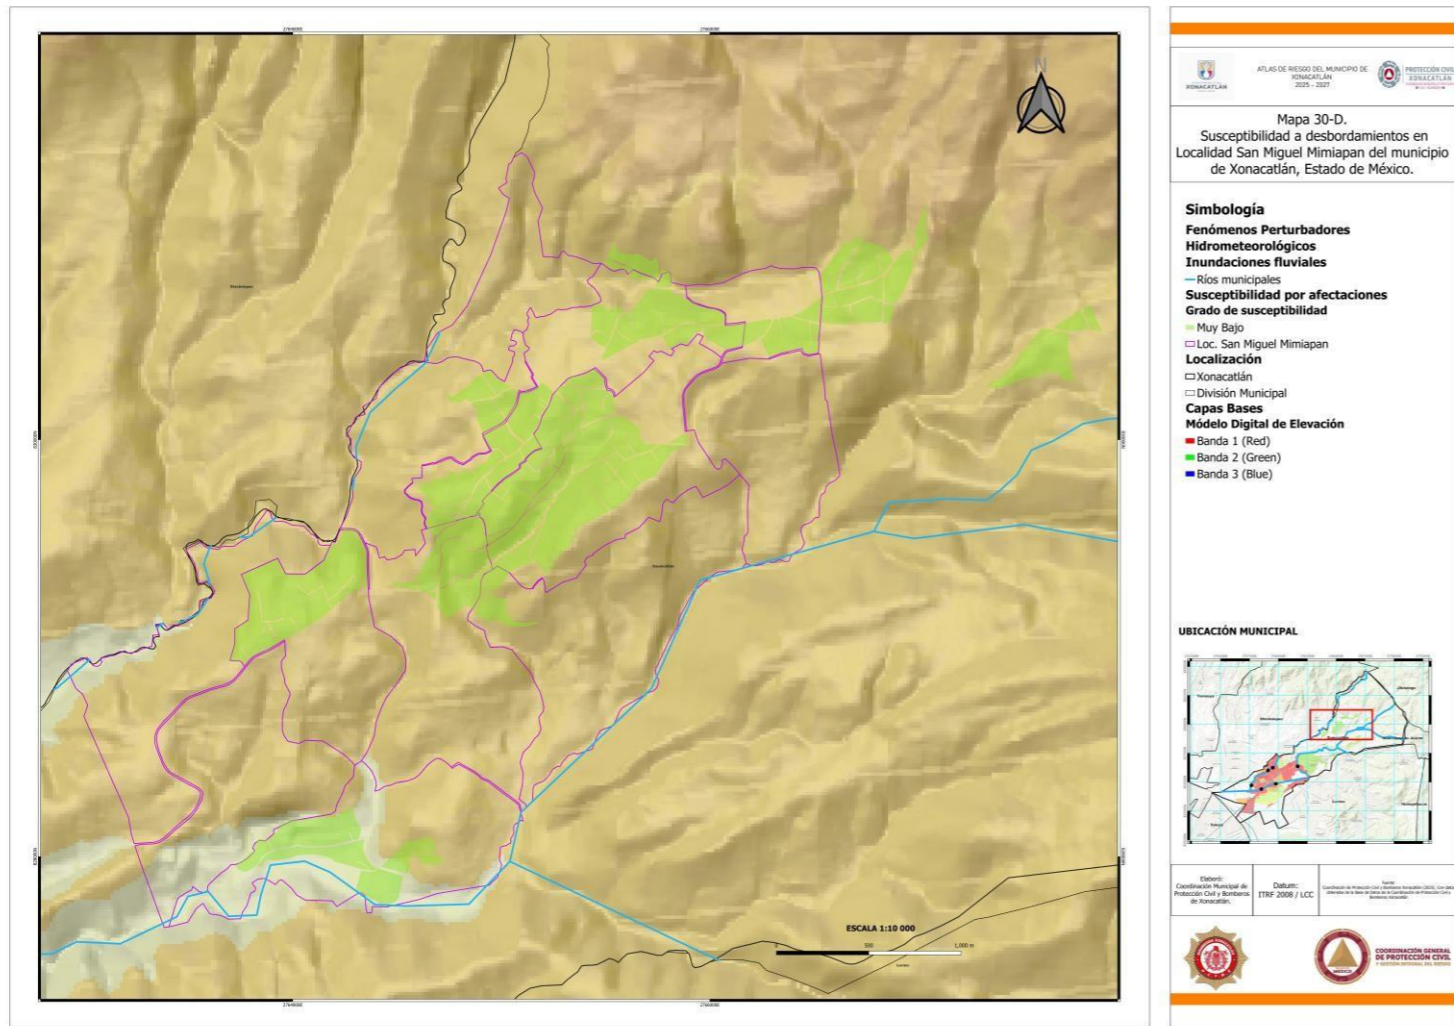 N
ESCALA 1:10 000
0 500 1,000 m
XONACATLÁN
ATLAS DE RIESGO DEL MUNICIPIO DE
XONACATLÁN
2025 - 2027
PROTECCIÓN CIVIL
XONACATLÁN
Mapa 30-D.
Susceptibilidad a desbordamientos en
Localidad San Miguel Mimiapan del municipio
de Xonacatlán, Estado de México.
Simbología
Fenómenos Perturbadores
Hidrometeorológicos
Inundaciones fluviales
Ríos municipales
Susceptibilidad por afectaciones
Grado de susceptibilidad
Muy Bajo
Loc. San Miguel Mimiapan
Localización
Xonacatlán
División Municipal
Capas Bases
Módelo Digital de Elevación
Banda 1 (Red)
Banda 2 (Green)
Banda 3 (Blue)
UBICACIÓN MUNICIPAL
Elaboró:
Coordinación Municipal de
Protección Civil y Bomberos
de Xonacatlán.
Datum:
ITRF 2008 / LCC
COORDINACIÓN GENERAL
DE PROTECCIÓN CIVIL
Y GESTIÓN INTEGRAL DEL RIESGO